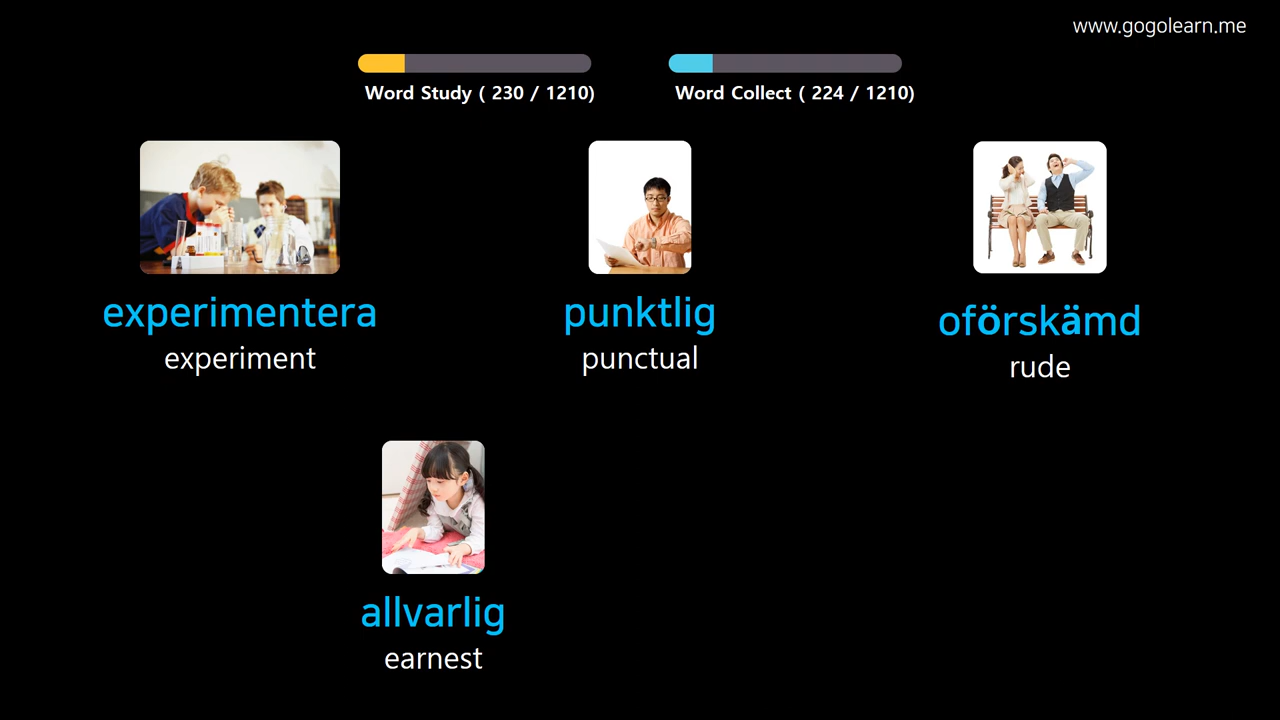 www.gogolearn.me
Word Study ( 230 / 1210)
Word Collect ( 224 / 1210)
experimentera
experiment
punktlig
punctual
oförskämd
rude
allvarlig
earnest